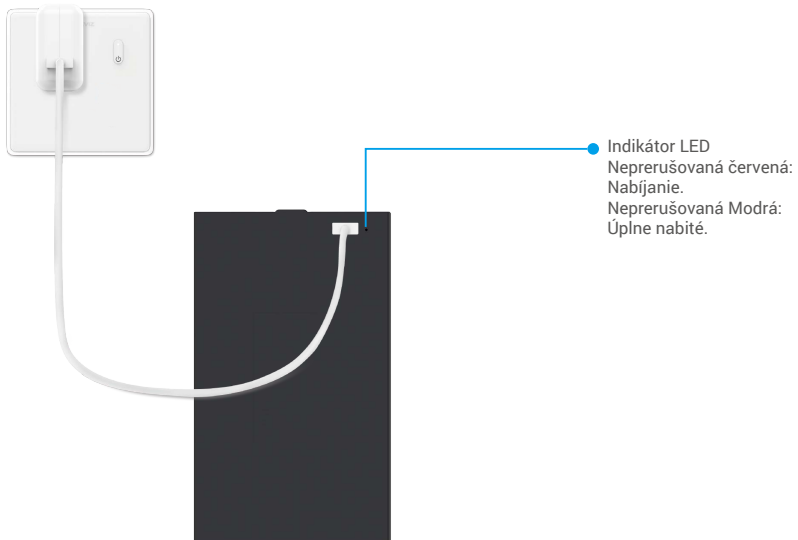 Indikátor LED
Neprerušovaná červená:
Nabíjanie.
Neprerušovaná Modrá:
Úplne nabité.